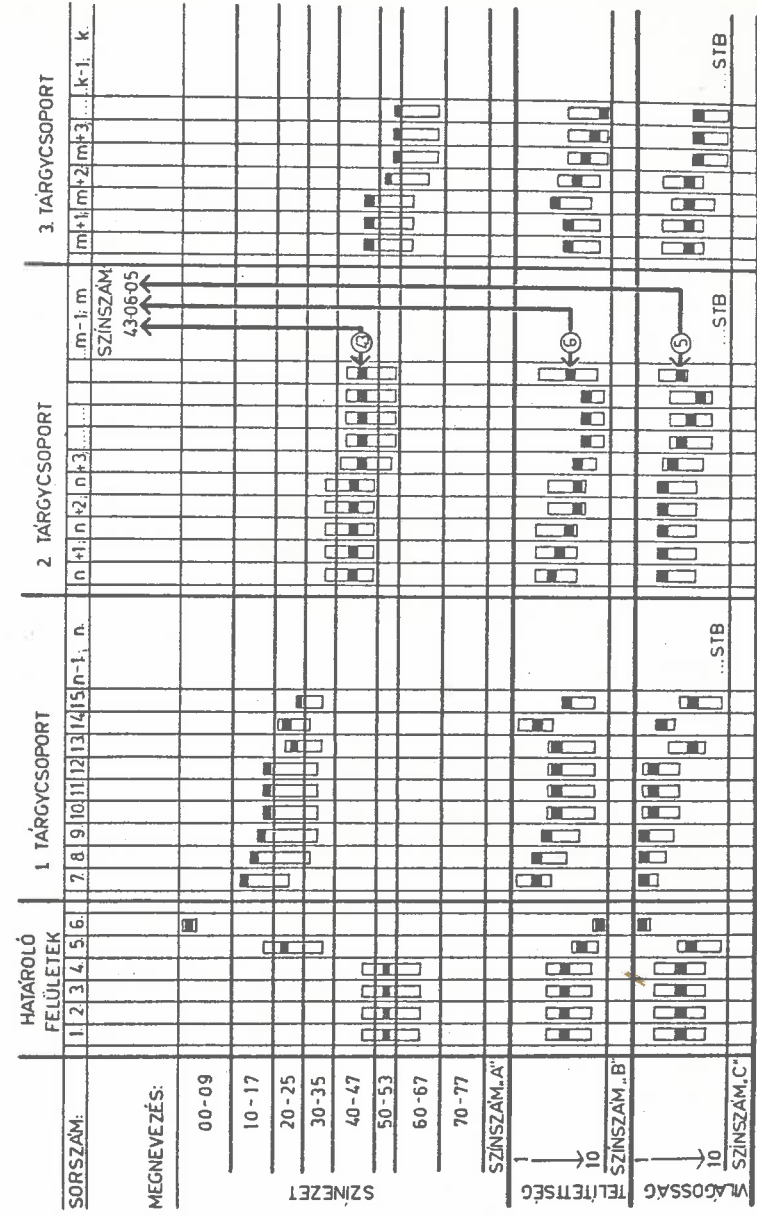 HATÁROLÓ
FELÜLETEK
1. TÁRGYCSOPORT
2 TÁRGYCSOPORT
3. TÁRGYCSOPORT
SORSZÁM: 1. 2. 3 4. 5. 6. 7. 8. 9. 10. 11. 12 13 14 15 n-1; n. n +1; n +2; n +3; ...... ...m-1; m m +1; m +2; m +3; ......k-1; k.
MEGNEVEZÉS:
SZÍNSZÁM:
43-06-05
SZÍNEZET
00-09
10-17
20-25
30-35
40-47
43
50-53
60-67
70-77
SZÍNSZÁM „A"
TELÍTETTSÉG
1
6
10
SZÍNSZÁM „B"
VILÁGOSSÁG
1
5
10
...STB
...STB
...STB
SZÍNSZÁM „C"